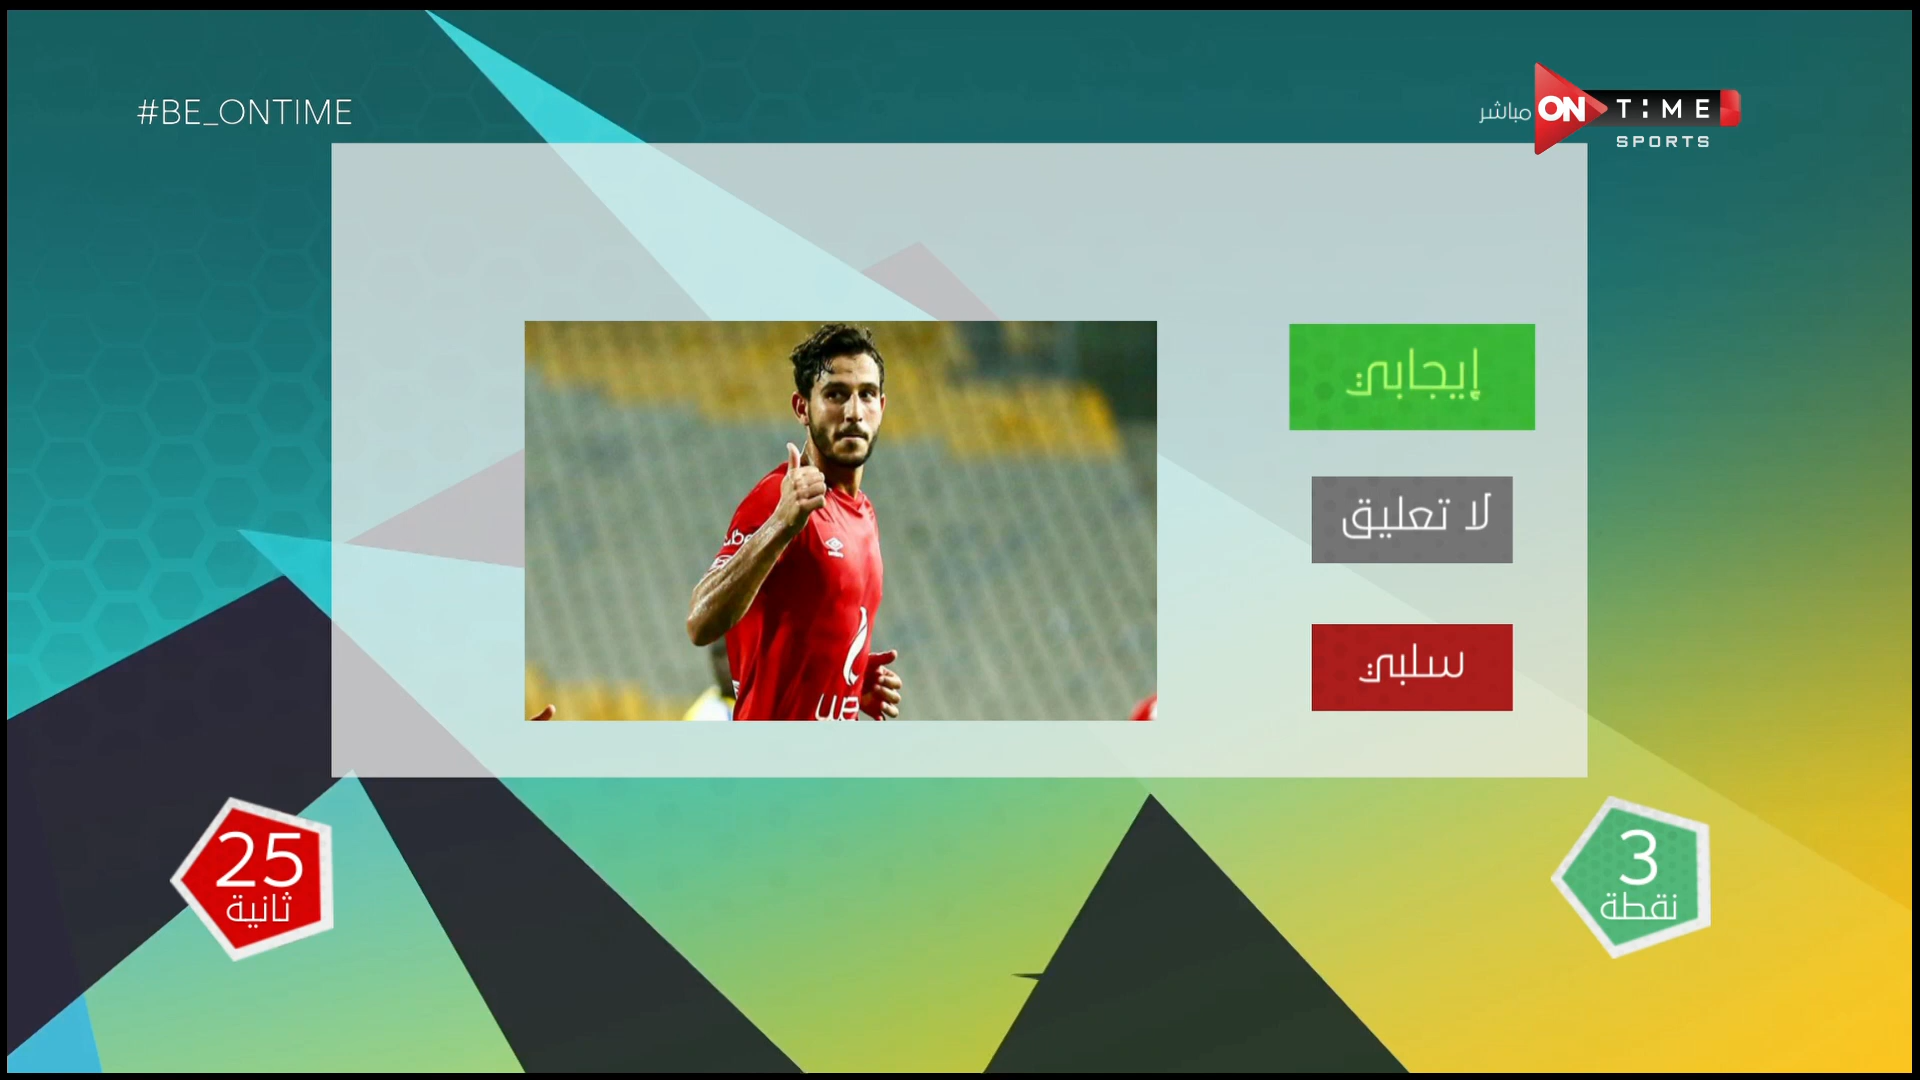 #BE_ONTIME
مباشر
ON TIME
SPORTS
إيجابي
لا تعليق
سلبي
25
ثانية
3
نقطة